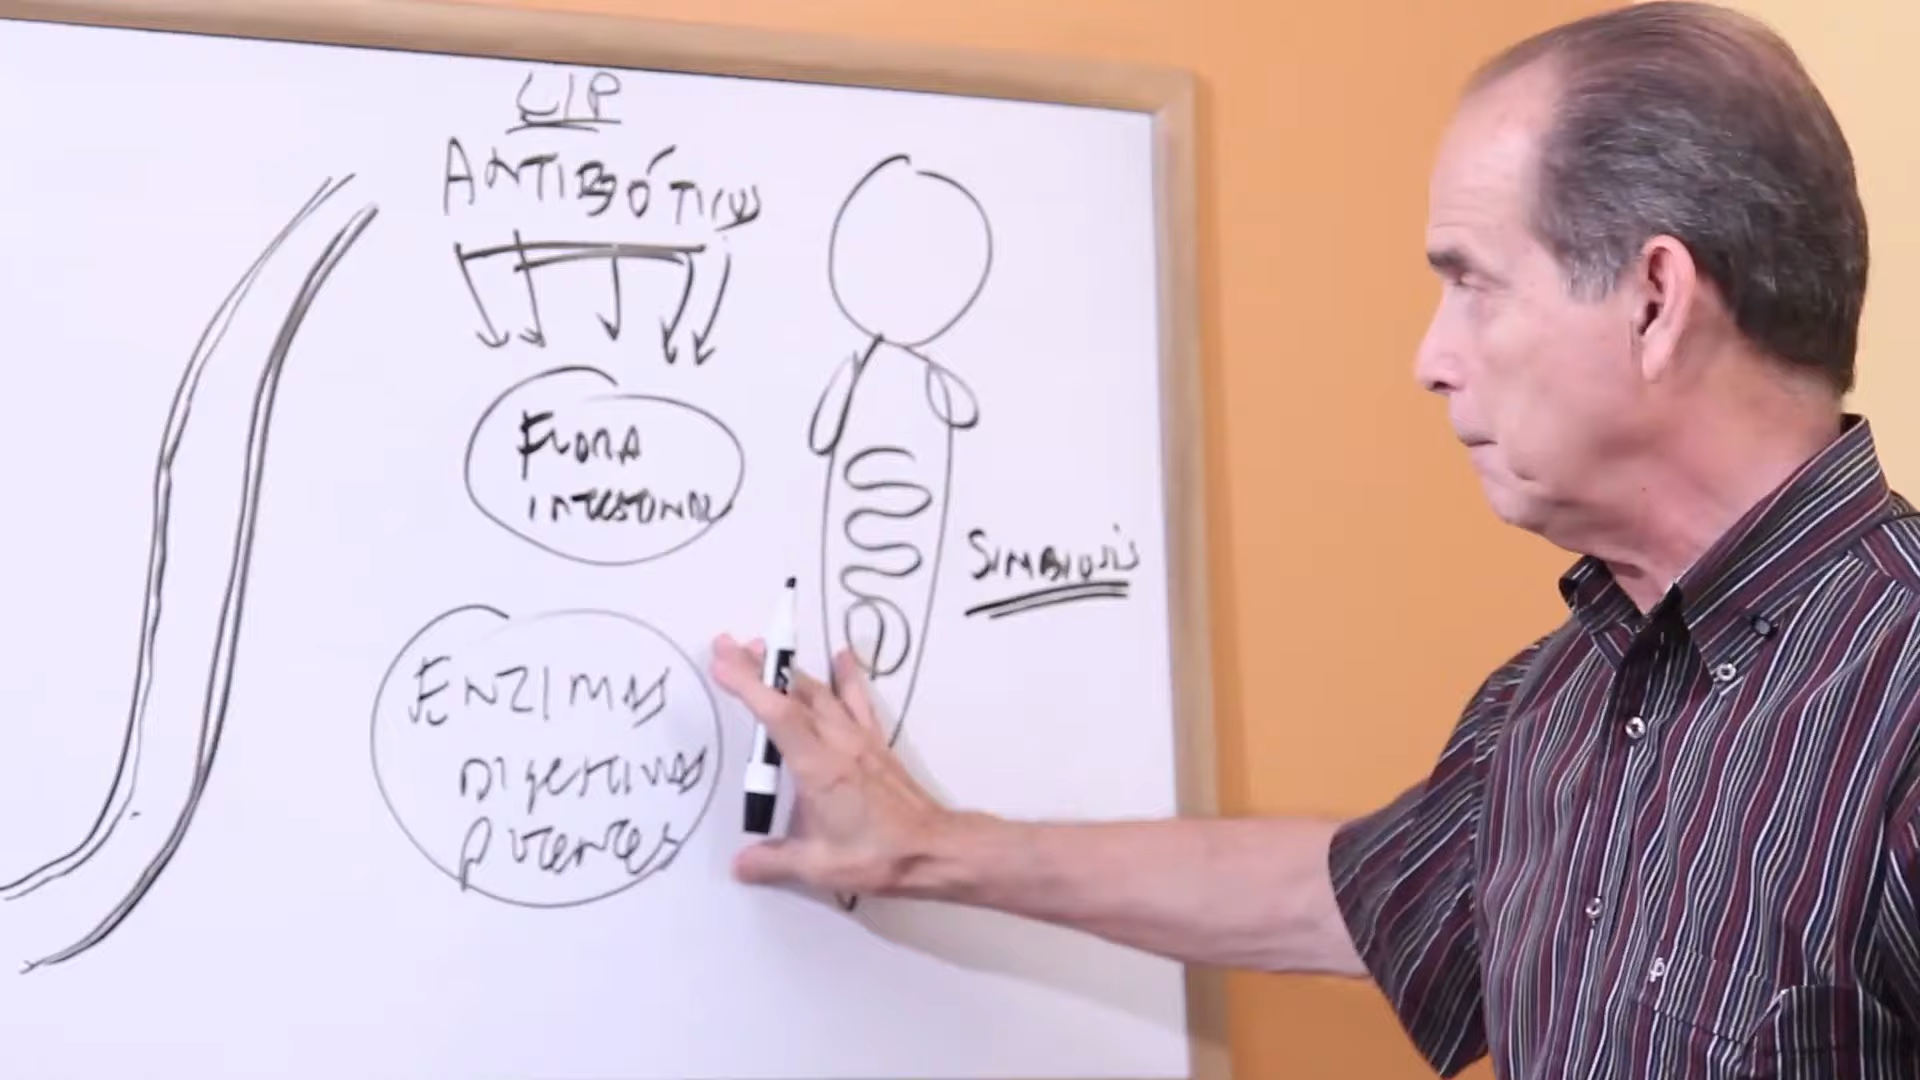 CIP
ANTIBIÓTICOS
FLORA
INTESTINAL
SIMBIOSIS
ENZIMAS
DIGESTIVAS
POTENTES